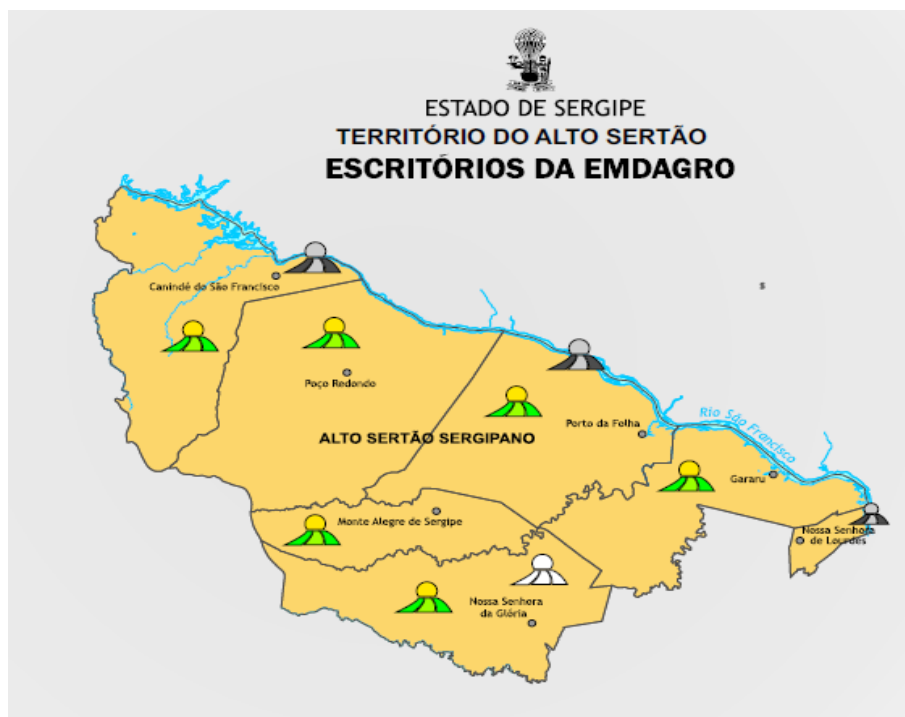 ESTADO DE SERGIPE
TERRITÓRIO DO ALTO SERTÃO
ESCRITÓRIOS DA EMDAGRO
Canindé do São Francisco
s
Poço Redondo
Porto da Folha
Rio São Francisco
ALTO SERTÃO SERGIPANO
Gararu
Monte Alegre de Sergipe
Nossa Senhora
de Lourdes
Nossa Senhora
da Glória